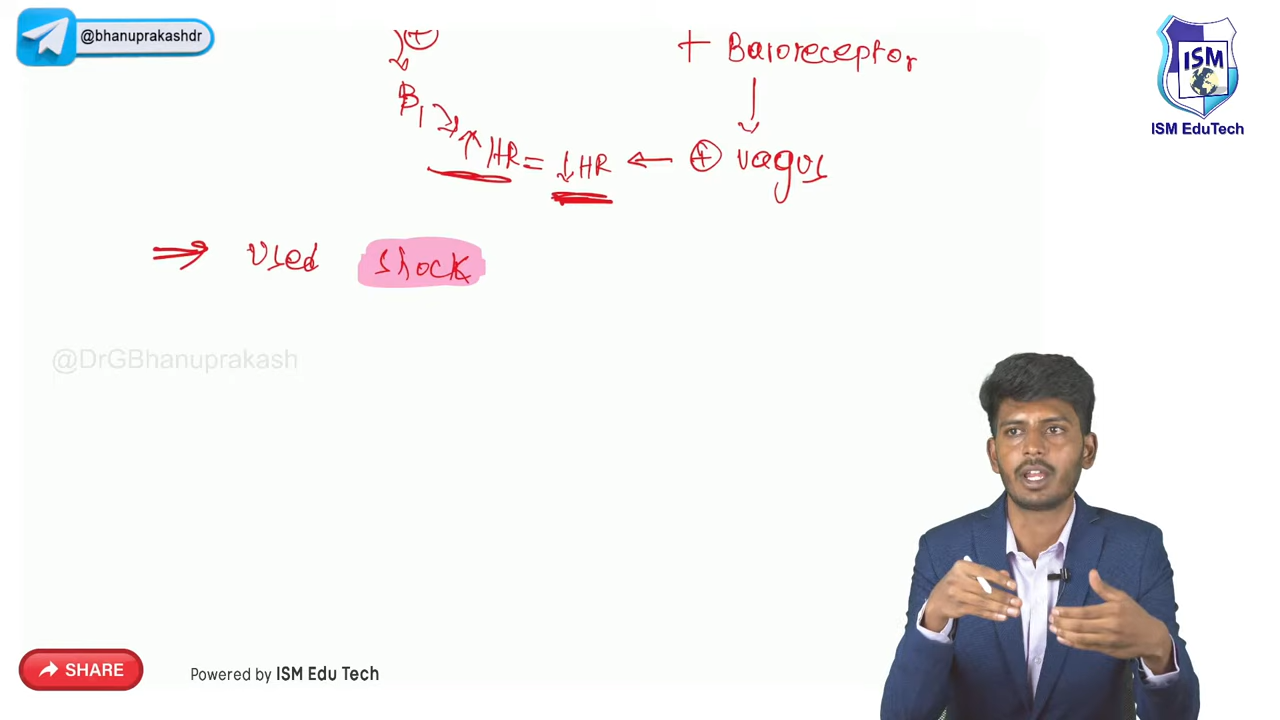 @bhanuprakashdr
+ Baroreceptor
ISM
ISM EduTech
B1
↑ HR = ↓ HR ← ⊕ vagus
⇒ Used shock
@DrGBhanuprakash
SHARE
Powered by ISM Edu Tech